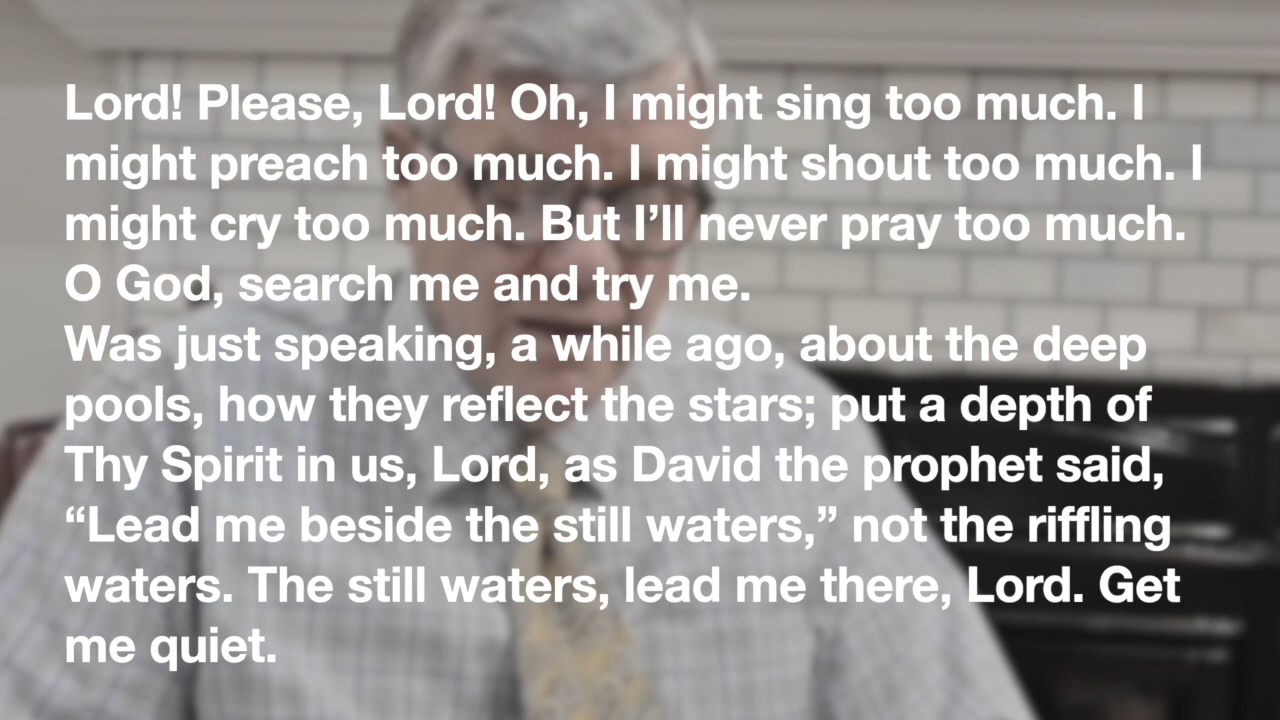 Lord! Please, Lord! Oh, I might sing too much. I
might preach too much. I might shout too much. I
might cry too much. But I’ll never pray too much.
O God, search me and try me.
Was just speaking, a while ago, about the deep
pools, how they reflect the stars; put a depth of
Thy Spirit in us, Lord, as David the prophet said,
“Lead me beside the still waters,” not the riffling
waters. The still waters, lead me there, Lord. Get
me quiet.